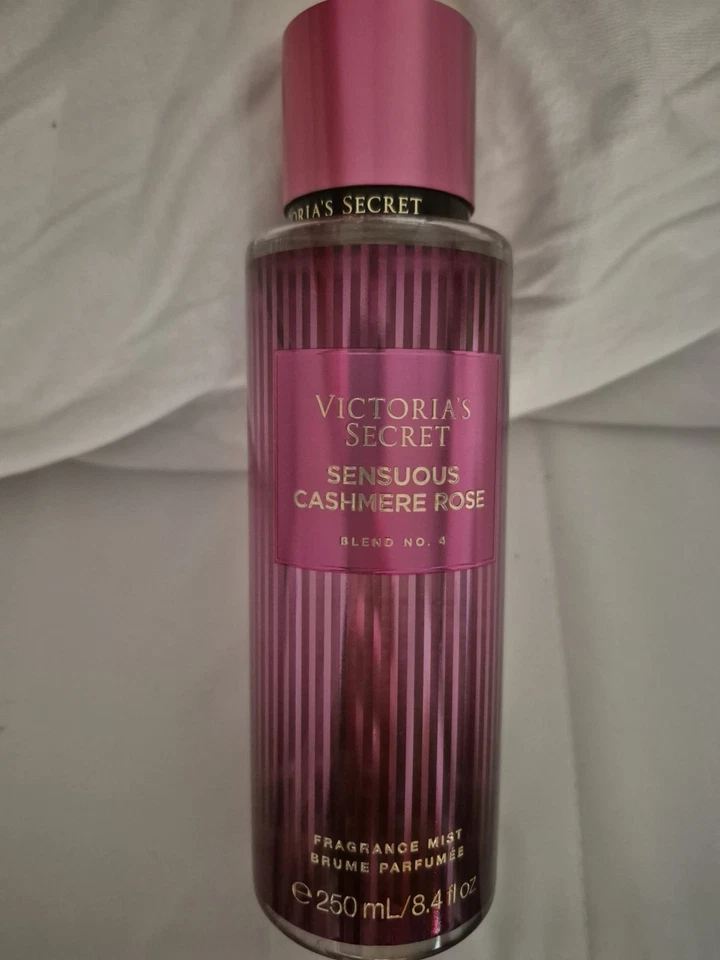 ORIA'S SECRET
VICTORIA'S
SECRET
SENSUOUS
CASHMERE ROSE
BLEND NO. 4
FRAGRANCE MIST
BRUME PARFUMÉE
℮ 250 mL/8.4 fl oz